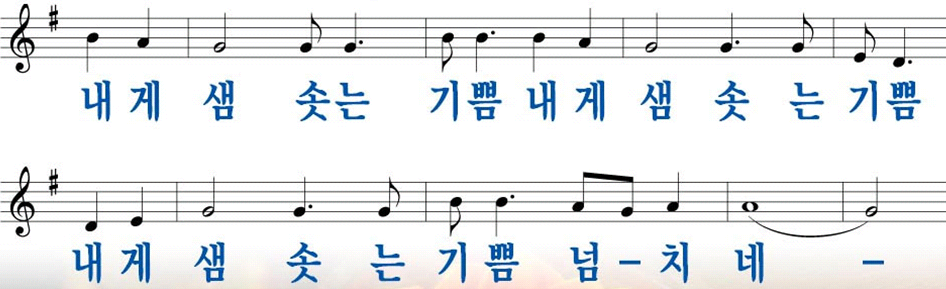 내 게 샘 솟는 기쁨 내 게 샘 솟 는 기쁨
내 게 샘 솟 는 기 쁨 넘 - 치 네 -